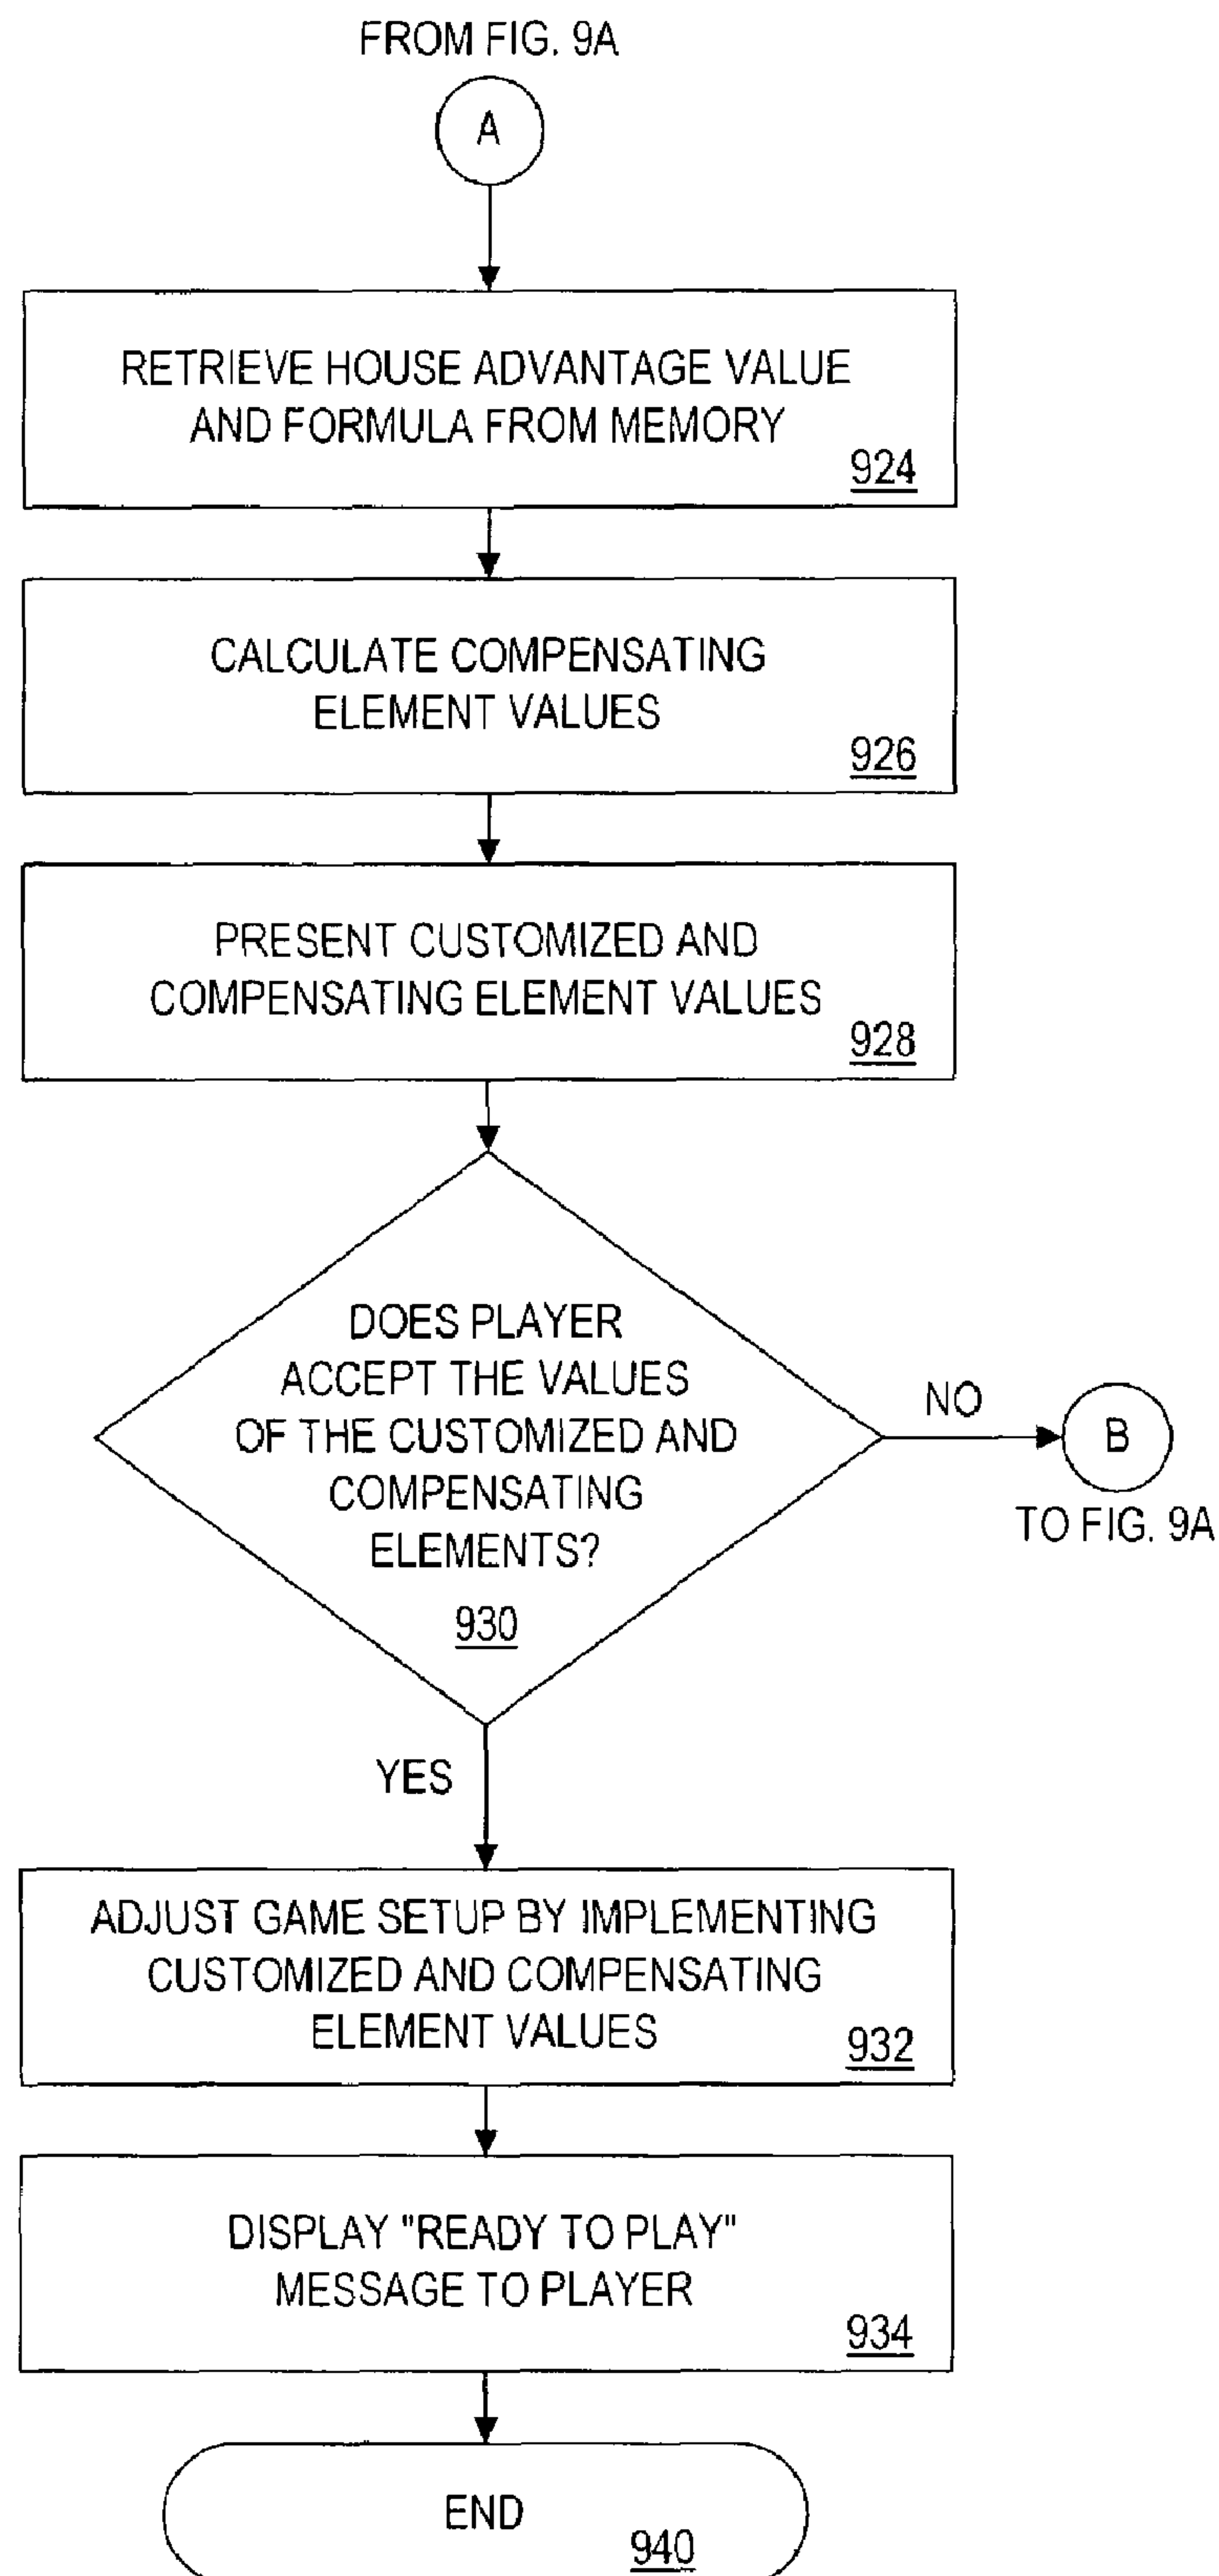 FROM FIG. 9A
A
RETRIEVE HOUSE ADVANTAGE VALUE
AND FORMULA FROM MEMORY
924
CALCULATE COMPENSATING
ELEMENT VALUES
926
PRESENT CUSTOMIZED AND
COMPENSATING ELEMENT VALUES
928
DOES PLAYER
ACCEPT THE VALUES
OF THE CUSTOMIZED AND
COMPENSATING
ELEMENTS?
930
NO
B
TO FIG. 9A
YES
ADJUST GAME SETUP BY IMPLEMENTING
CUSTOMIZED AND COMPENSATING
ELEMENT VALUES
932
DISPLAY "READY TO PLAY"
MESSAGE TO PLAYER
934
END
940